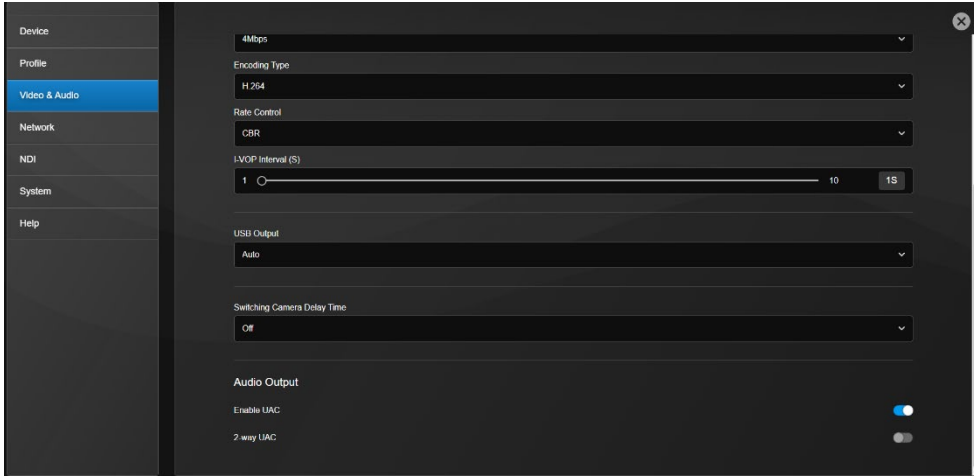 Device
Profile
Video & Audio
Network
NDI
System
Help
4Mbps
Encoding Type
H.264
Rate Control
CBR
I-VOP Interval (S)
1 10 1S
USB Output
Auto
Switching Camera Delay Time
Off
Audio Output
Enable UAC
2-way UAC